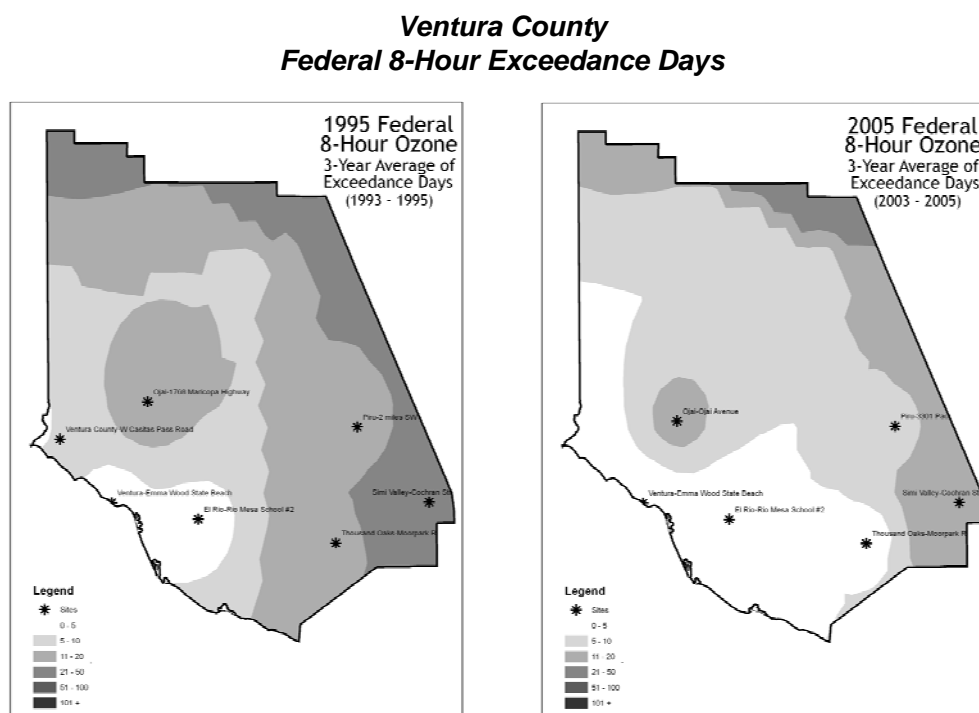 Ventura County
Federal 8-Hour Exceedance Days
1995 Federal
8-Hour Ozone
3-Year Average of
Exceedance Days
(1993 - 1995)
Ojai-1768 Maricopa Highway
Piru-2 miles SW
Ventura County-W Casitas Pass Road
Ventura-Emma Wood State Beach
Simi Valley-Cochran St
El Rio-Rio Mesa School #2
Thousand Oaks-Moorpark R
Legend
Sites
0 - 5
5 - 10
11 - 20
21 - 50
51 - 100
101 +
2005 Federal
8-Hour Ozone
3-Year Average of
Exceedance Days
(2003 - 2005)
Ojai-Ojai Avenue
Piru-3301 Pac
Ventura-Emma Wood State Beach
Simi Valley-Cochran St
El Rio-Rio Mesa School #2
Thousand Oaks-Moorpark R
Legend
Sites
0 - 5
5 - 10
11 - 20
21 - 50
51 - 100
101 +